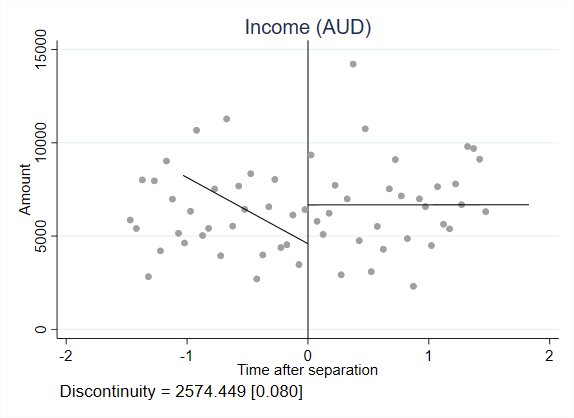 Income (AUD)
15000
10000
5000
0
Amount
-2
-1
0
1
2
Time after separation
Discontinuity = 2574.449 [0.080]